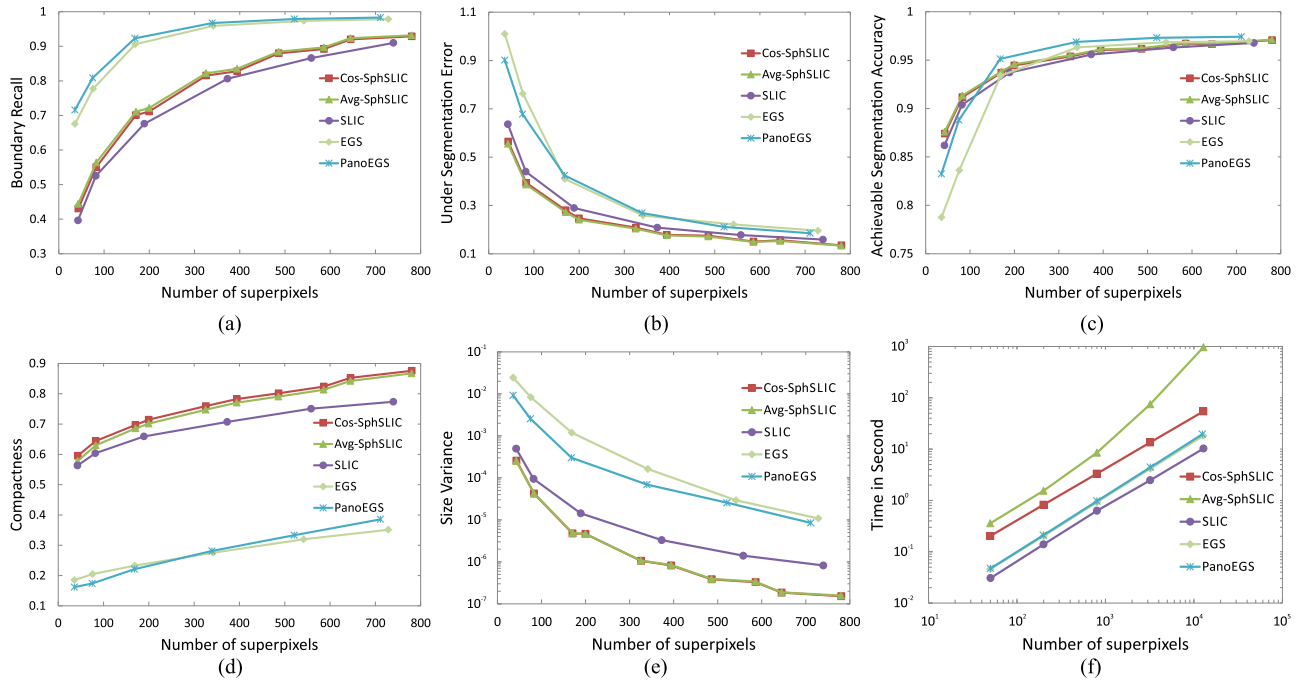 Boundary Recall
1
0.9
0.8
0.7
0.6
0.5
0.4
0.3
0 100 200 300 400 500 600 700 800
Number of superpixels
Cos-SphSLIC
Avg-SphSLIC
SLIC
EGS
PanoEGS
(a)
Under Segmentation Error
1.1
0.9
0.7
0.5
0.3
0.1
0 100 200 300 400 500 600 700 800
Number of superpixels
Cos-SphSLIC
Avg-SphSLIC
SLIC
EGS
PanoEGS
(b)
Achievable Segmentation Accuracy
1
0.95
0.9
0.85
0.8
0.75
0 100 200 300 400 500 600 700 800
Number of superpixels
Cos-SphSLIC
Avg-SphSLIC
SLIC
EGS
PanoEGS
(c)
Compactness
0.9
0.8
0.7
0.6
0.5
0.4
0.3
0.2
0.1
0 100 200 300 400 500 600 700 800
Number of superpixels
Cos-SphSLIC
Avg-SphSLIC
SLIC
EGS
PanoEGS
(d)
Size Variance
10⁻¹
10⁻²
10⁻³
10⁻⁴
10⁻⁵
10⁻⁶
10⁻⁷
0 100 200 300 400 500 600 700 800
Number of superpixels
Cos-SphSLIC
Avg-SphSLIC
SLIC
EGS
PanoEGS
(e)
Time in Second
10³
10²
10¹
10⁰
10⁻¹
10⁻²
10¹ 10² 10³ 10⁴ 10⁵
Number of superpixels
Cos-SphSLIC
Avg-SphSLIC
SLIC
EGS
PanoEGS
(f)